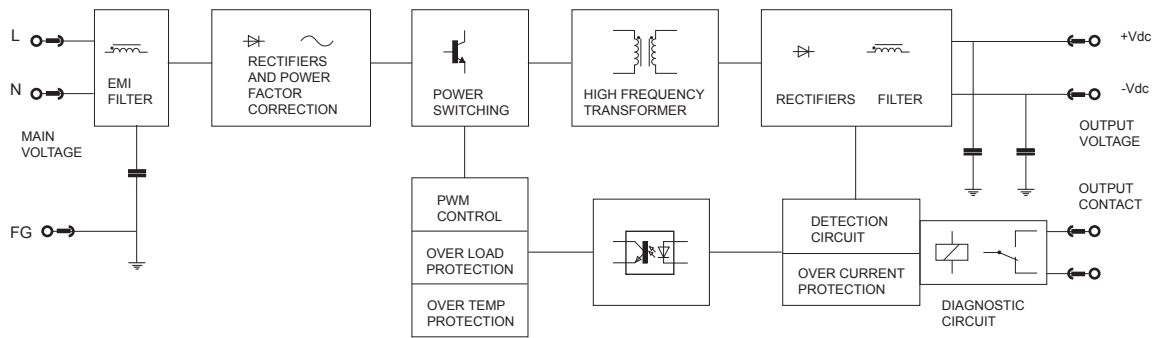 L
N
MAIN
VOLTAGE
FG
EMI
FILTER
RECTIFIERS
AND POWER
FACTOR
CORRECTION
POWER
SWITCHING
HIGH FREQUENCY
TRANSFORMER
RECTIFIERS
FILTER
+Vdc
-Vdc
OUTPUT
VOLTAGE
OUTPUT
CONTACT
PWM
CONTROL
OVER LOAD
PROTECTION
OVER TEMP
PROTECTION
DETECTION
CIRCUIT
OVER CURRENT
PROTECTION
DIAGNOSTIC
CIRCUIT